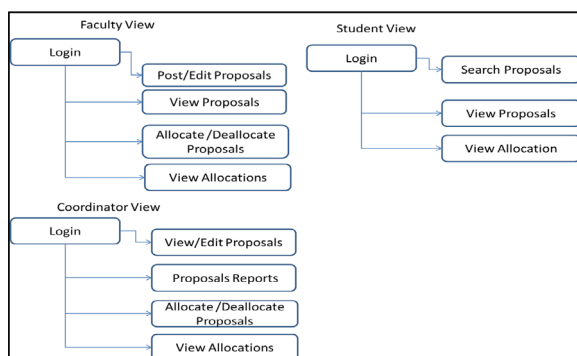 Faculty View
Login
Post/Edit Proposals
View Proposals
Allocate/Deallocate
Proposals
View Allocations
Student View
Login
Search Proposals
View Proposals
View Allocation
Coordinator View
Login
View/Edit Proposals
Proposals Reports
Allocate/Deallocate
Proposals
View Allocations